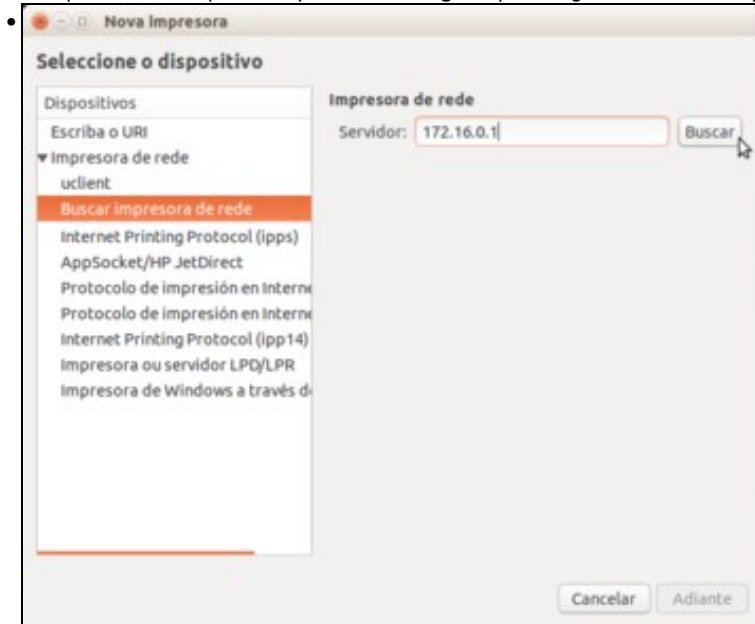 Nova impresora
Seleccione o dispositivo
Dispositivos
Escriba o URI
Impresora de rede
uclient
Buscar impresora de rede
Internet Printing Protocol (ipps)
AppSocket/HP JetDirect
Protocolo de impresión en Interne
Protocolo de impresión en Interne
Internet Printing Protocol (ipp14)
Impresora ou servidor LPD/LPR
Impresora de Windows a través d
Impresora de rede
Servidor: 172.16.0.1 Buscar
Cancelar Adiante